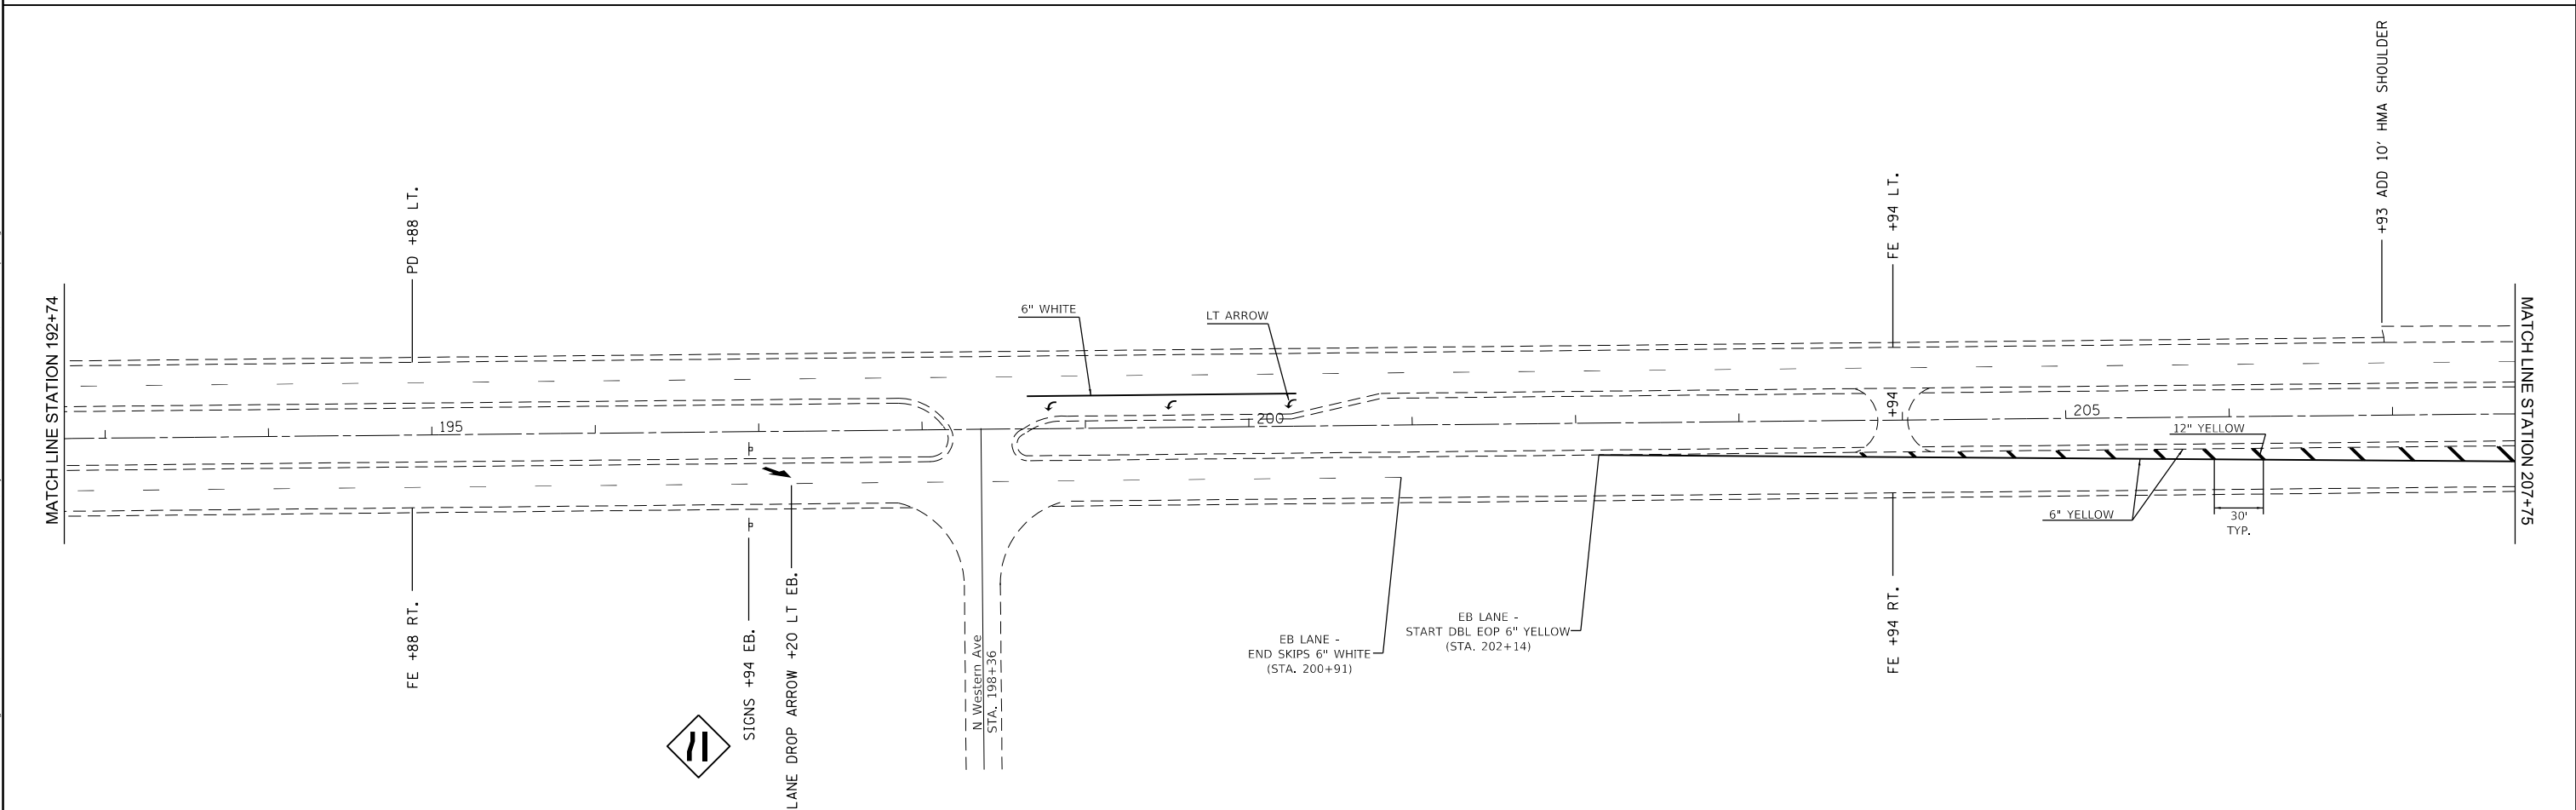 +93 ADD 10' HMA SHOULDER
PD +88 LT.
FE +94 LT.
MATCH LINE STATION 192+74
MATCH LINE STATION 207+75
6" WHITE
LT ARROW
195
200
+94
205
12" YELLOW
6" YELLOW
30'
TYP.
FE +88 RT.
SIGNS +94 EB.
LANE DROP ARROW +20 LT EB.
N Western Ave
STA. 198+36
EB LANE -
END SKIPS 6" WHITE
(STA. 200+91)
EB LANE -
START DBL EOP 6" YELLOW
(STA. 202+14)
FE +94 RT.